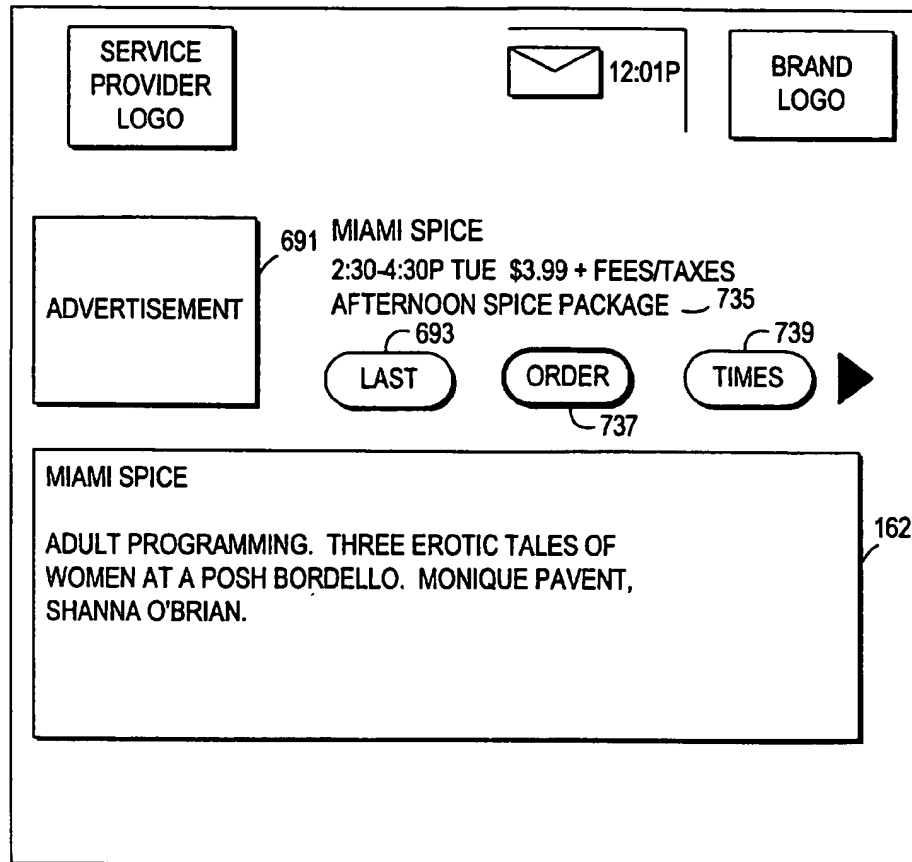 SERVICE
PROVIDER
LOGO
12:01P
BRAND
LOGO
ADVERTISEMENT
691
MIAMI SPICE
2:30-4:30P TUE $3.99 + FEES/TAXES
AFTERNOON SPICE PACKAGE
735
693
739
LAST
ORDER
TIMES
737
MIAMI SPICE
ADULT PROGRAMMING. THREE EROTIC TALES OF
WOMEN AT A POSH BORDELLO. MONIQUE PAVENT,
SHANNA O'BRIAN.
162